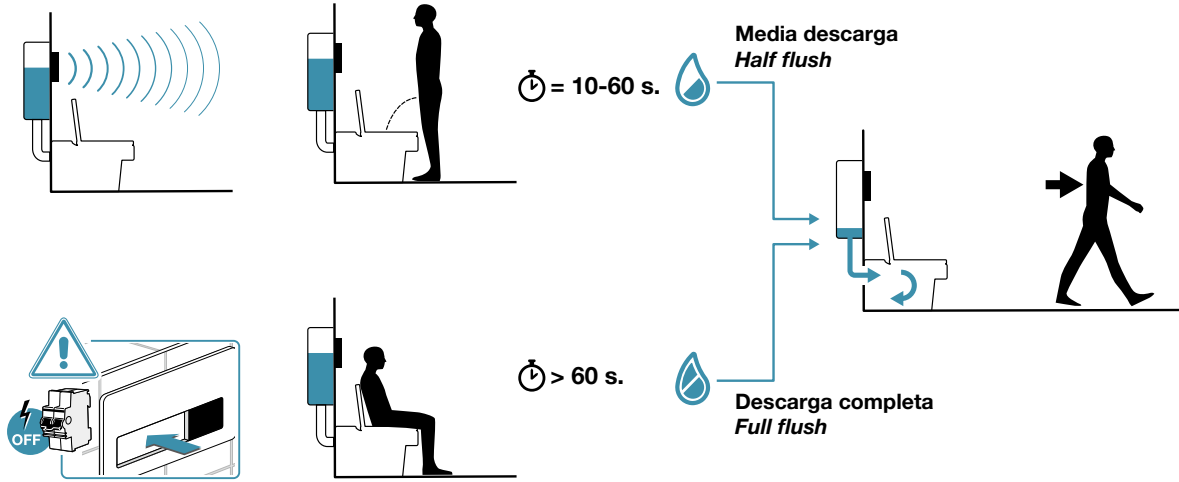 Media descarga
Half flush
= 10-60 s.
> 60 s.
OFF
Descarga completa
Full flush